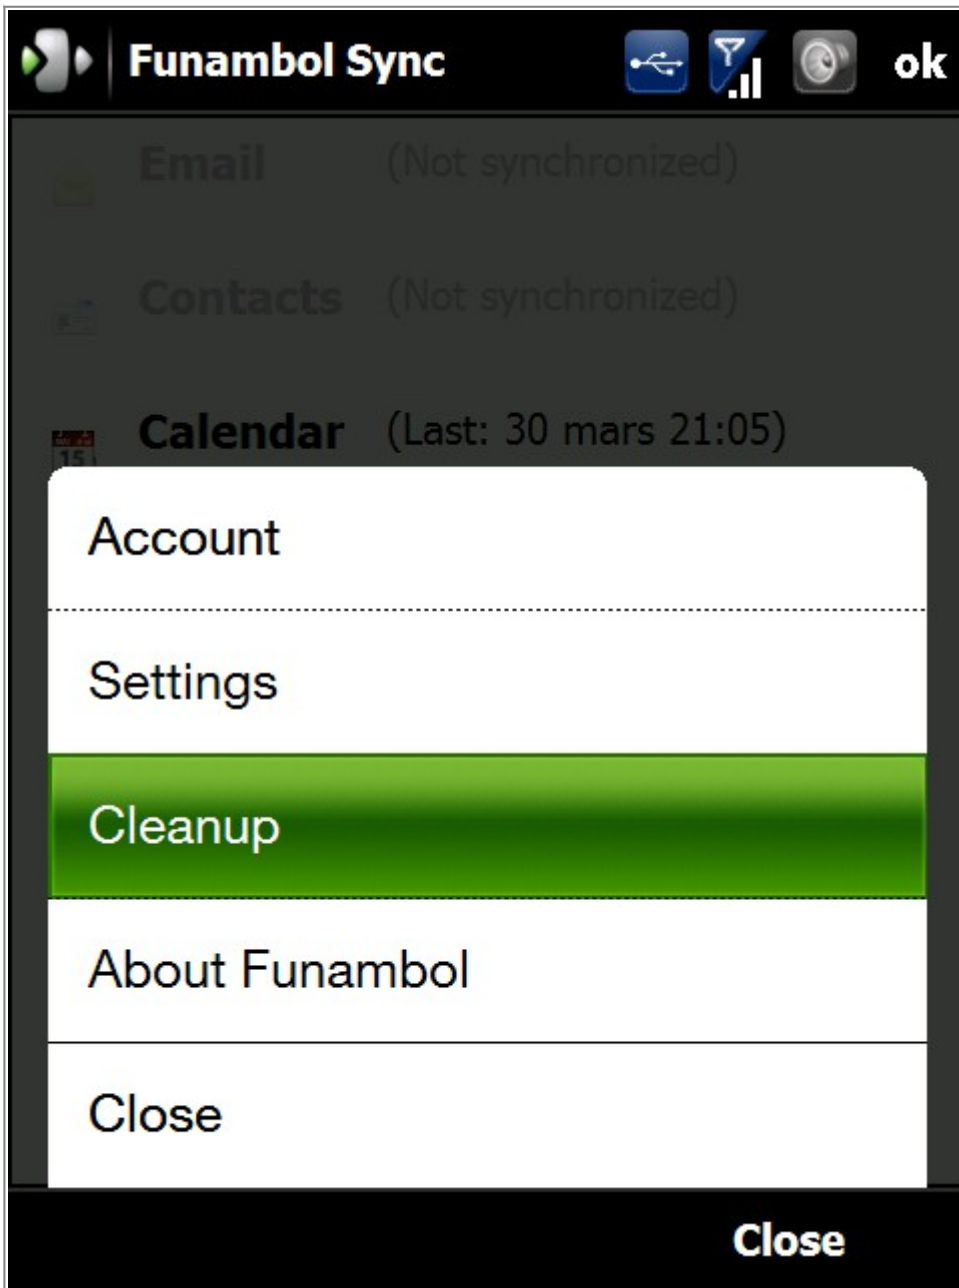 Funambol Sync ok
Email (Not synchronized)
Contacts (Not synchronized)
Calendar (Last: 30 mars 21:05)
15
Account
Settings
Cleanup
About Funambol
Close
Close